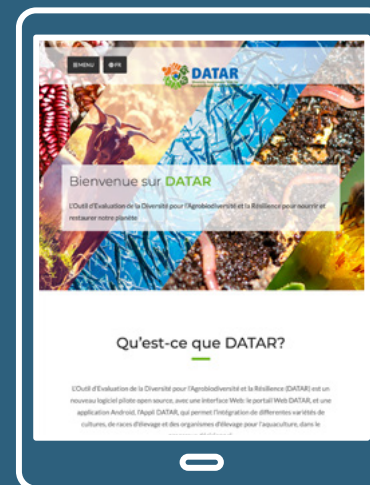 MENU FR
DATAR
Bienvenue sur DATAR
L'Outil d'Evaluation de la Diversité pour l'Agrobiodiversité et la Résilience pour nourrir et
restaurer notre planète
Qu'est-ce que DATAR?
L'Outil d'Evaluation de la Diversité pour l'Agrobiodiversité et la Résilience (DATAR) est un
nouveau logiciel pilote open source, avec une interface Web: le portail Web DATAR, et une
application Android, l'Appli DATAR, qui permet l'intégration de différentes variétés de
cultures, de races d'élevage et des organismes d'élevage pour l'aquaculture, dans le